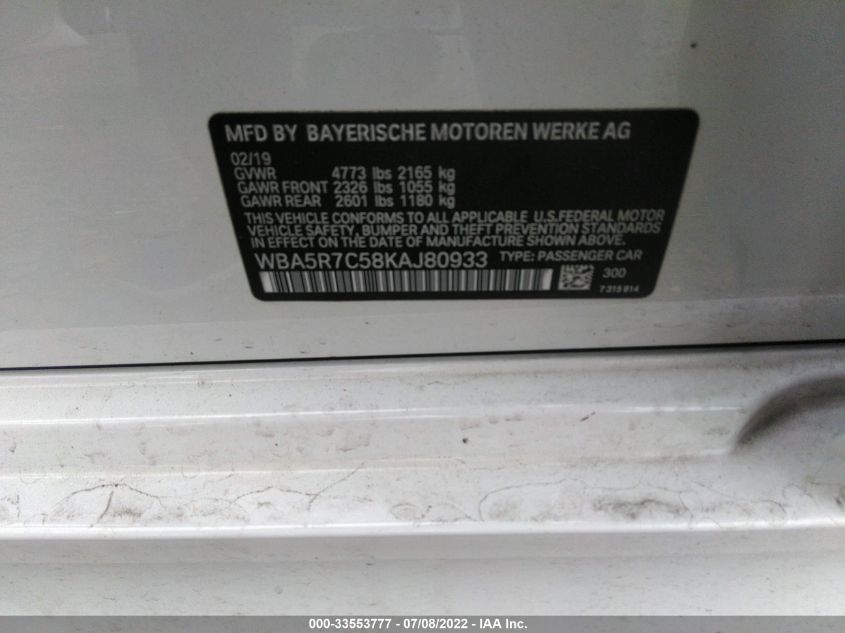 MFD BY BAYERISCHE MOTOREN WERKE AG
02/19
GVWR 4773 lbs 2165 kg
GAWR FRONT 2326 lbs 1055 kg
GAWR REAR 2601 lbs 1180 kg
THIS VEHICLE CONFORMS TO ALL APPLICABLE U.S.FEDERAL MOTOR
VEHICLE SAFETY, BUMPER AND THEFT PREVENTION STANDARDS
IN EFFECT ON THE DATE OF MANUFACTURE SHOWN ABOVE.
WBA5R7C58KAJ80933 TYPE: PASSENGER CAR
300
7315814
000-33553777 - 07/08/2022 - IAA Inc.